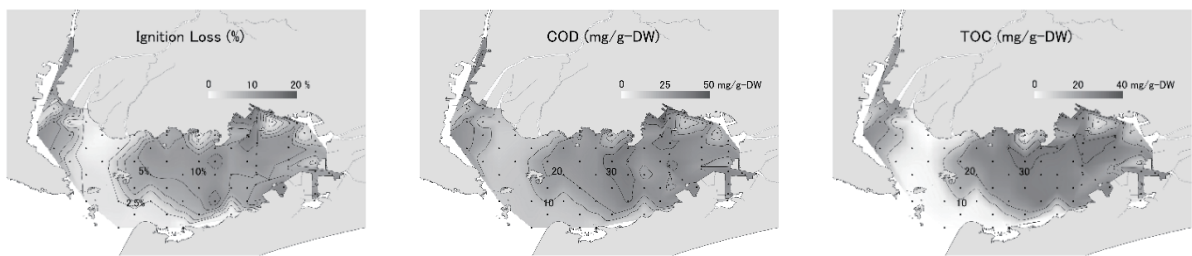 Ignition Loss (%)
0 10 20 %
5%
10%
2.5%
COD (mg/g-DW)
0 25 50 mg/g-DW
20
30
10
TOC (mg/g-DW)
0 20 40 mg/g-DW
20
30
10